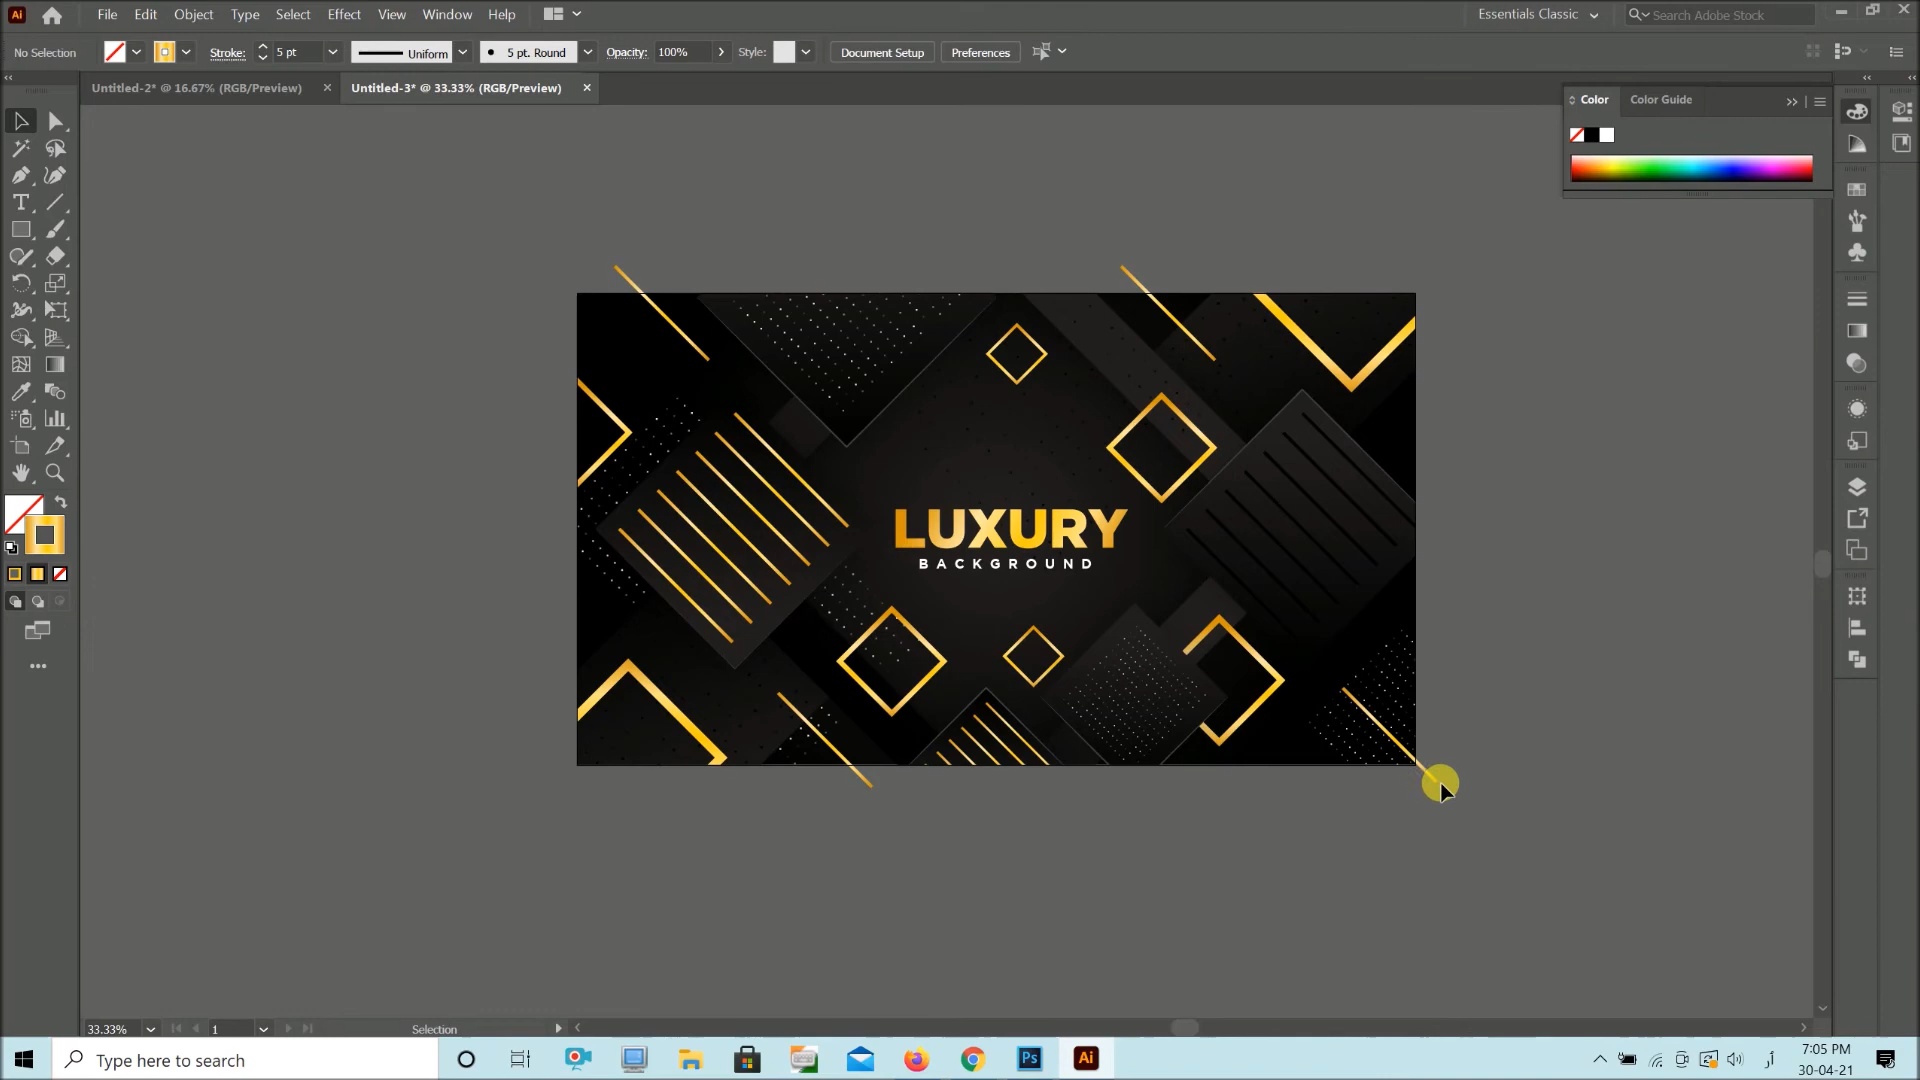 Ai File Edit Object Type Select Effect View Window Help Essentials Classic Search Adobe Stock
No Selection Stroke: 5 pt Uniform 5 pt. Round Opacity: 100% Style: Document Setup Preferences
Untitled-2* @ 16.67% (RGB/Preview) Untitled-3* @ 33.33% (RGB/Preview)
Color Color Guide
LUXURY
BACKGROUND
33.33% 1 Selection
Type here to search Ps Ai 7:05 PM
30-04-21